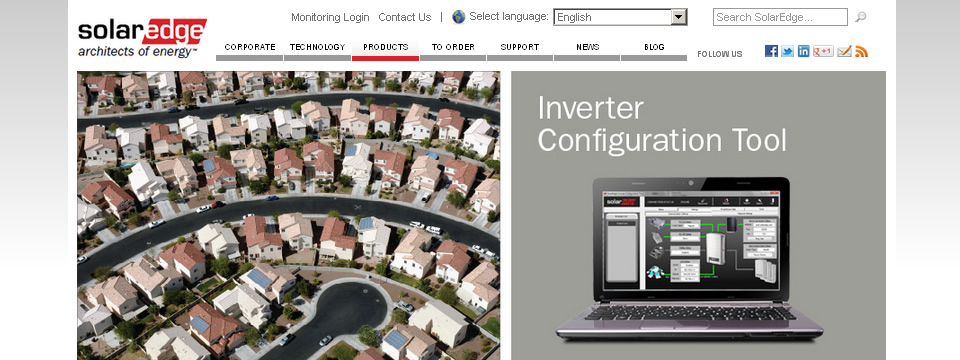 Monitoring Login Contact Us | Select language: English Search SolarEdge...
solaredge
architects of energy™
CORPORATE TECHNOLOGY PRODUCTS TO ORDER SUPPORT NEWS BLOG FOLLOW US
Inverter
Configuration Tool
solaredge